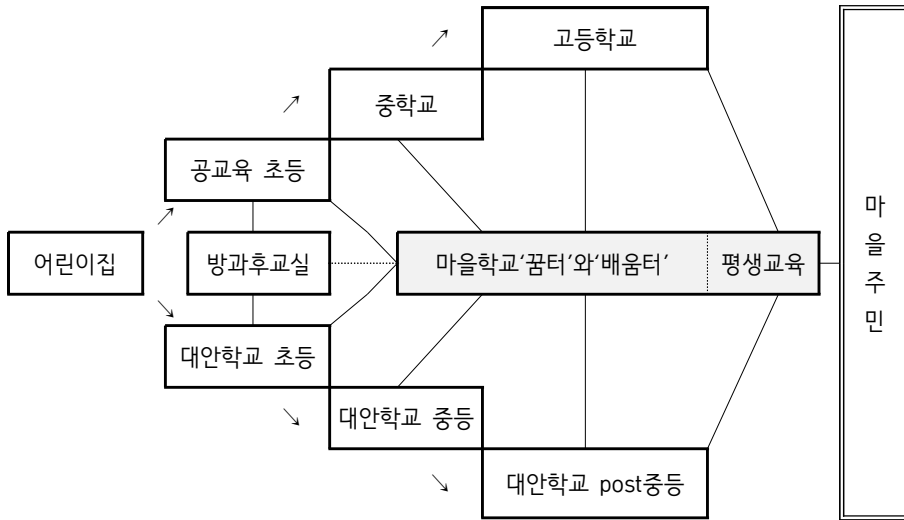 고등학교
중학교
공교육 초등
어린이집
방과후교실
마을학교‘꿈터’와‘배움터’
평생교육
마
을
주
민
대안학교 초등
대안학교 중등
대안학교 post중등